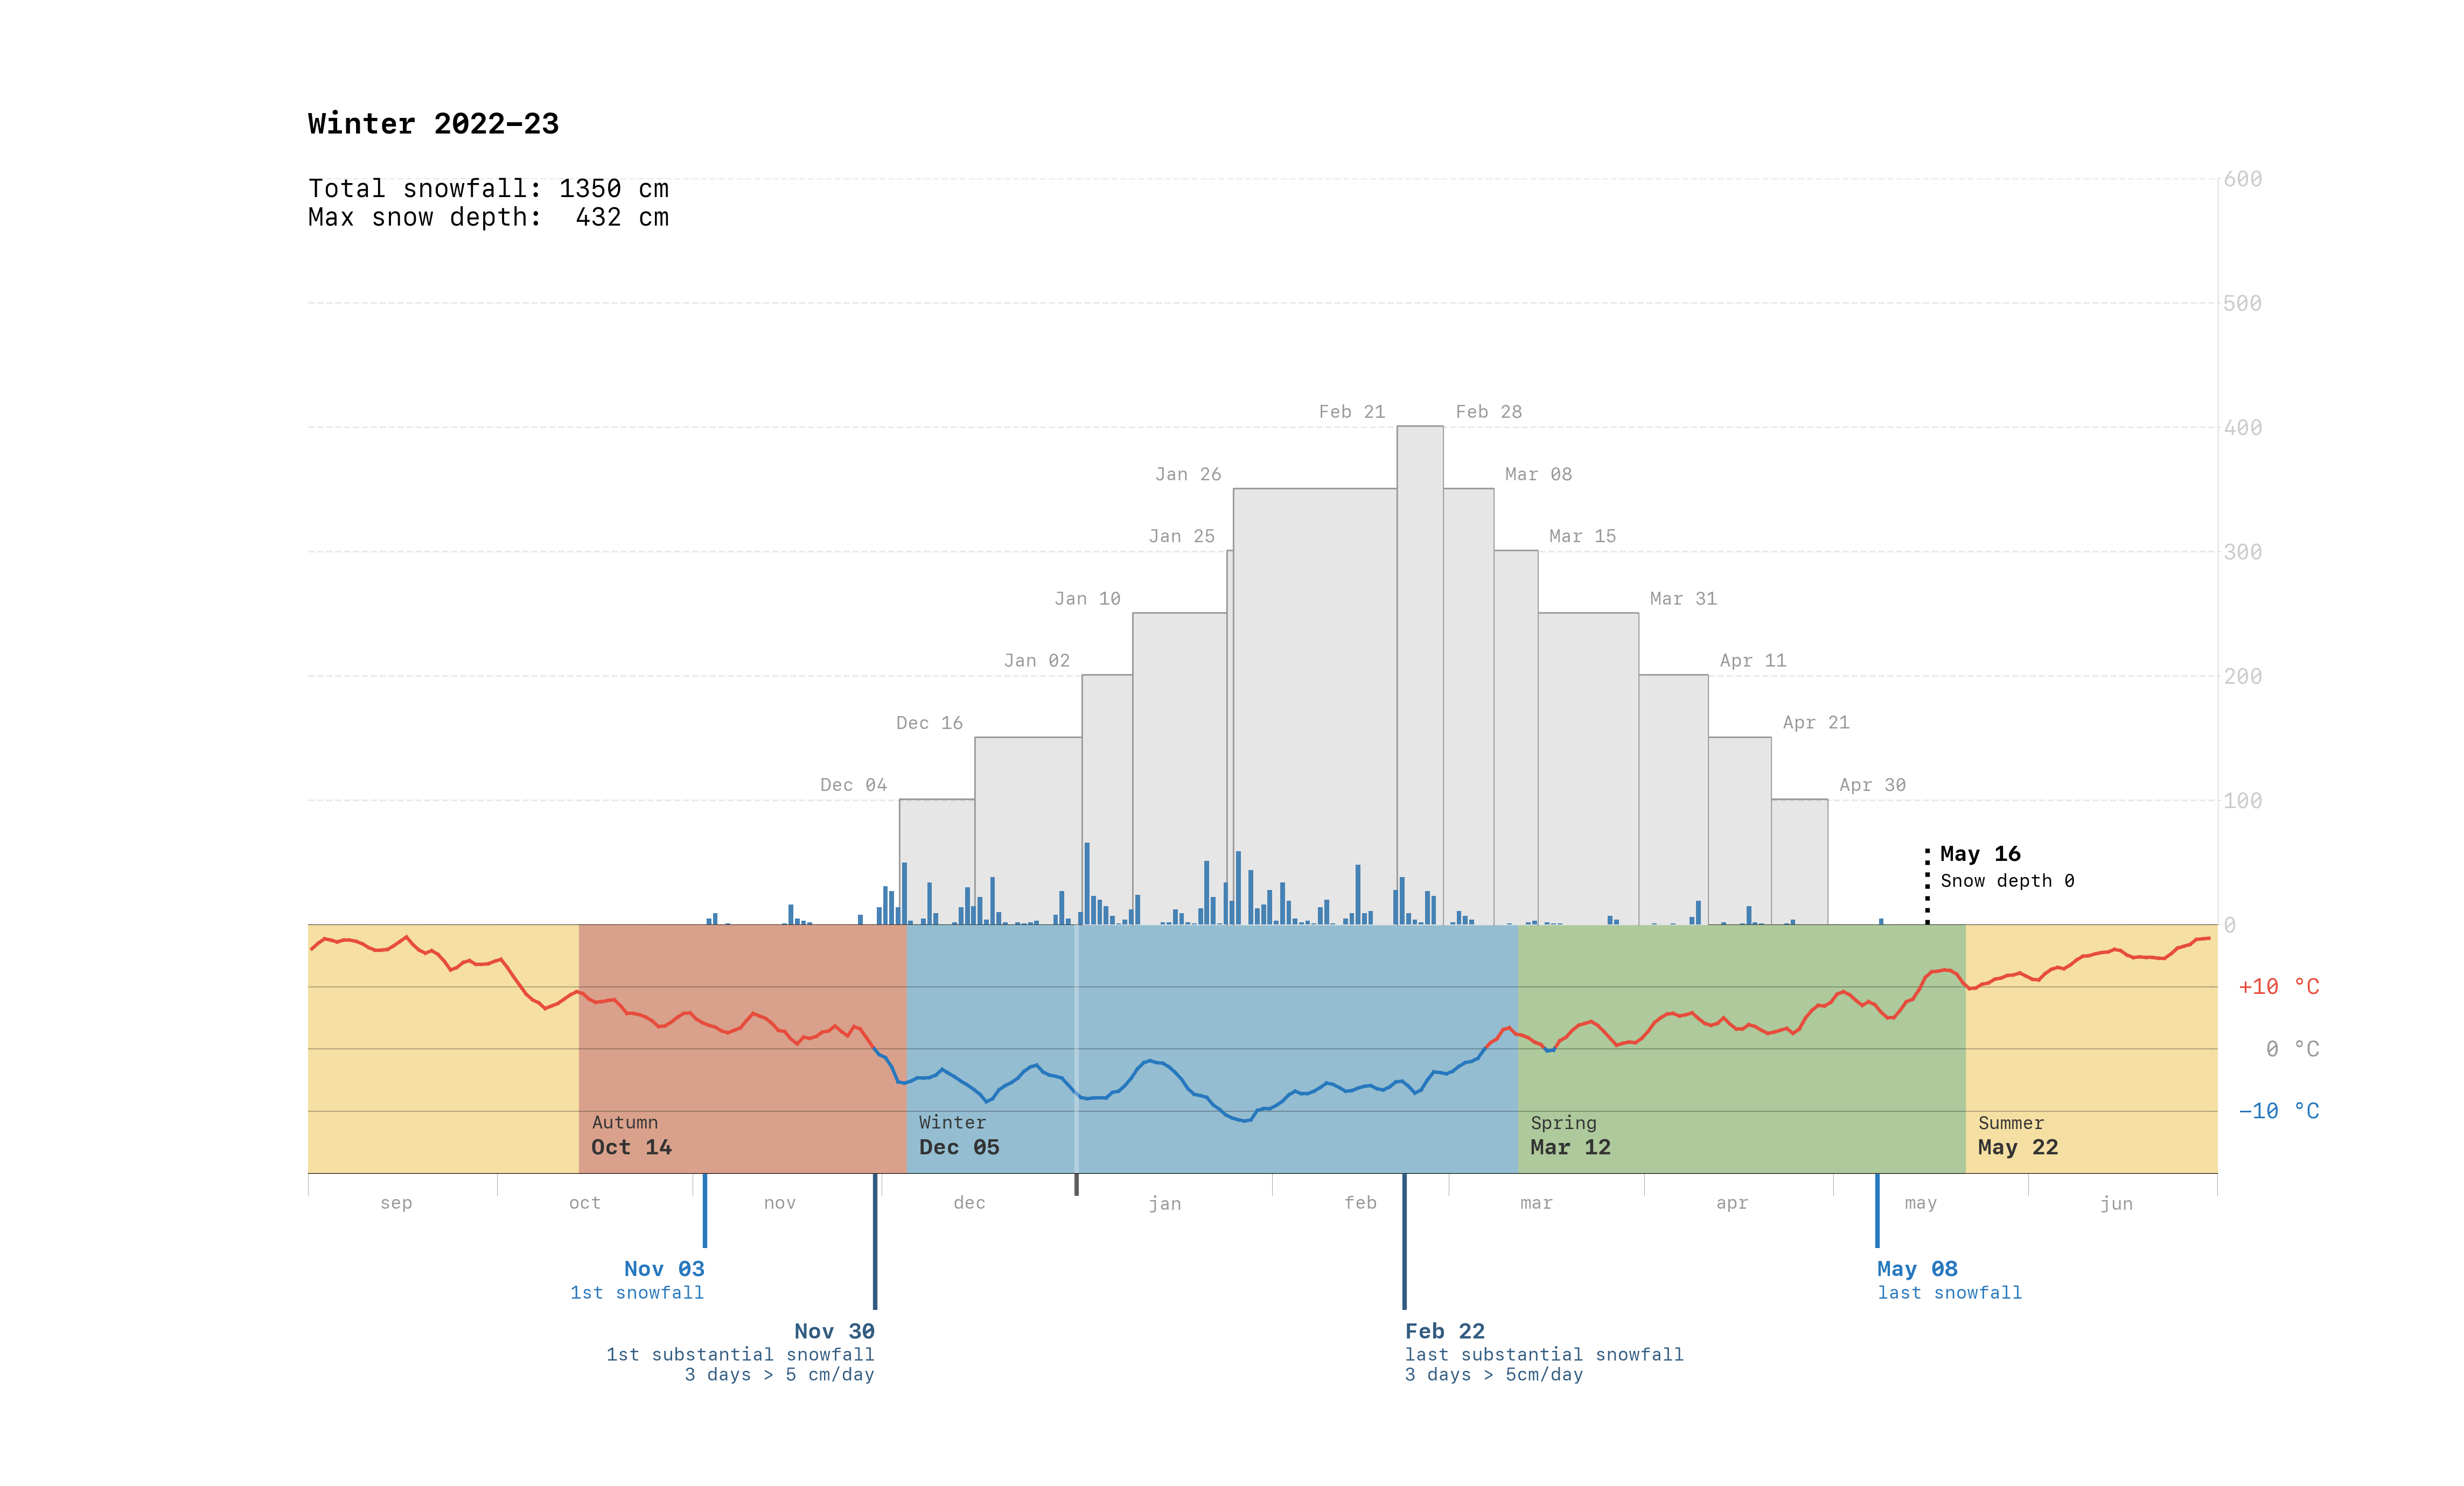 Winter 2022–23
Total snowfall: 1350 cm
Max snow depth:  432 cm
600
500
Feb 21
Feb 28
400
Jan 26
Mar 08
Jan 25
Mar 15
300
Jan 10
Mar 31
Jan 02
Apr 11
200
Dec 16
Apr 21
Dec 04
Apr 30
100
May 16
Snow depth 0
0
+10 °C
0 °C
−10 °C
Autumn
Oct 14
Winter
Dec 05
Spring
Mar 12
Summer
May 22
sep
oct
nov
dec
jan
feb
mar
apr
may
jun
Nov 03
1st snowfall
May 08
last snowfall
Nov 30
1st substantial snowfall
3 days > 5 cm/day
Feb 22
last substantial snowfall
3 days > 5cm/day